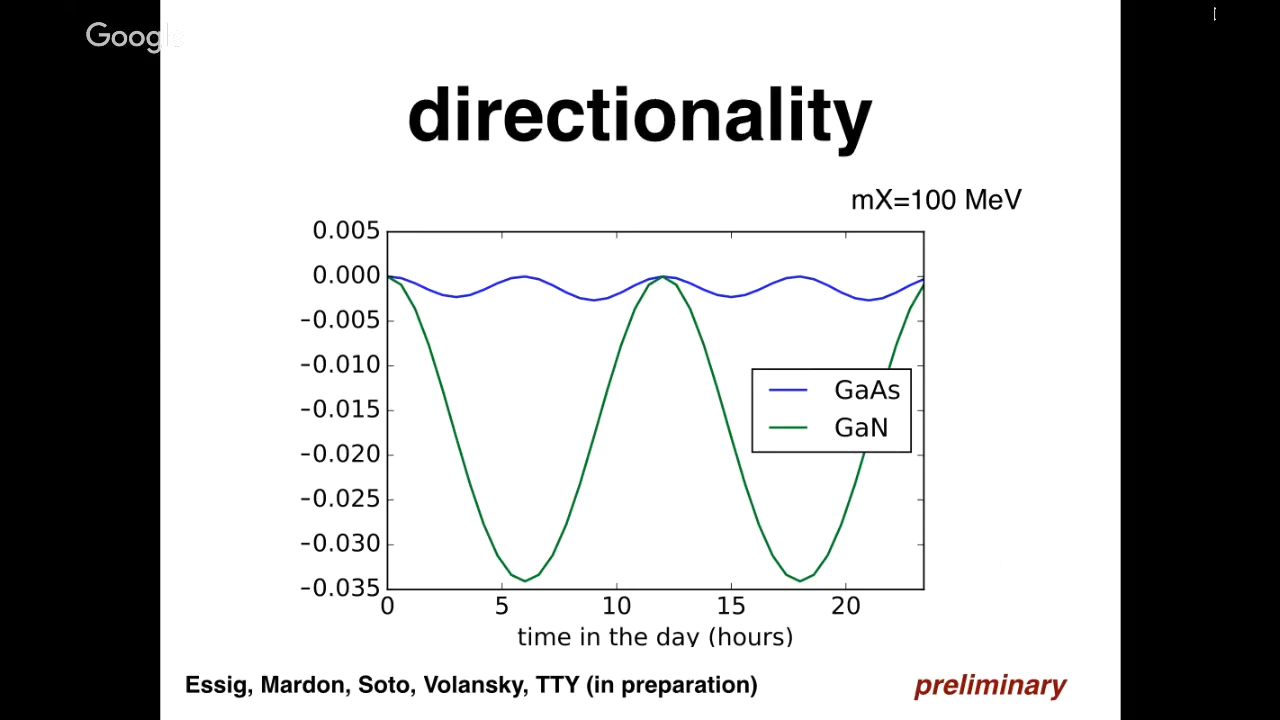 Google
directionality
mX=100 MeV
0.005
0.000
−0.005
−0.010
−0.015
−0.020
−0.025
−0.030
−0.035
GaAs
GaN
0 5 10 15 20
time in the day (hours)
Essig, Mardon, Soto, Volansky, TTY (in preparation)
preliminary